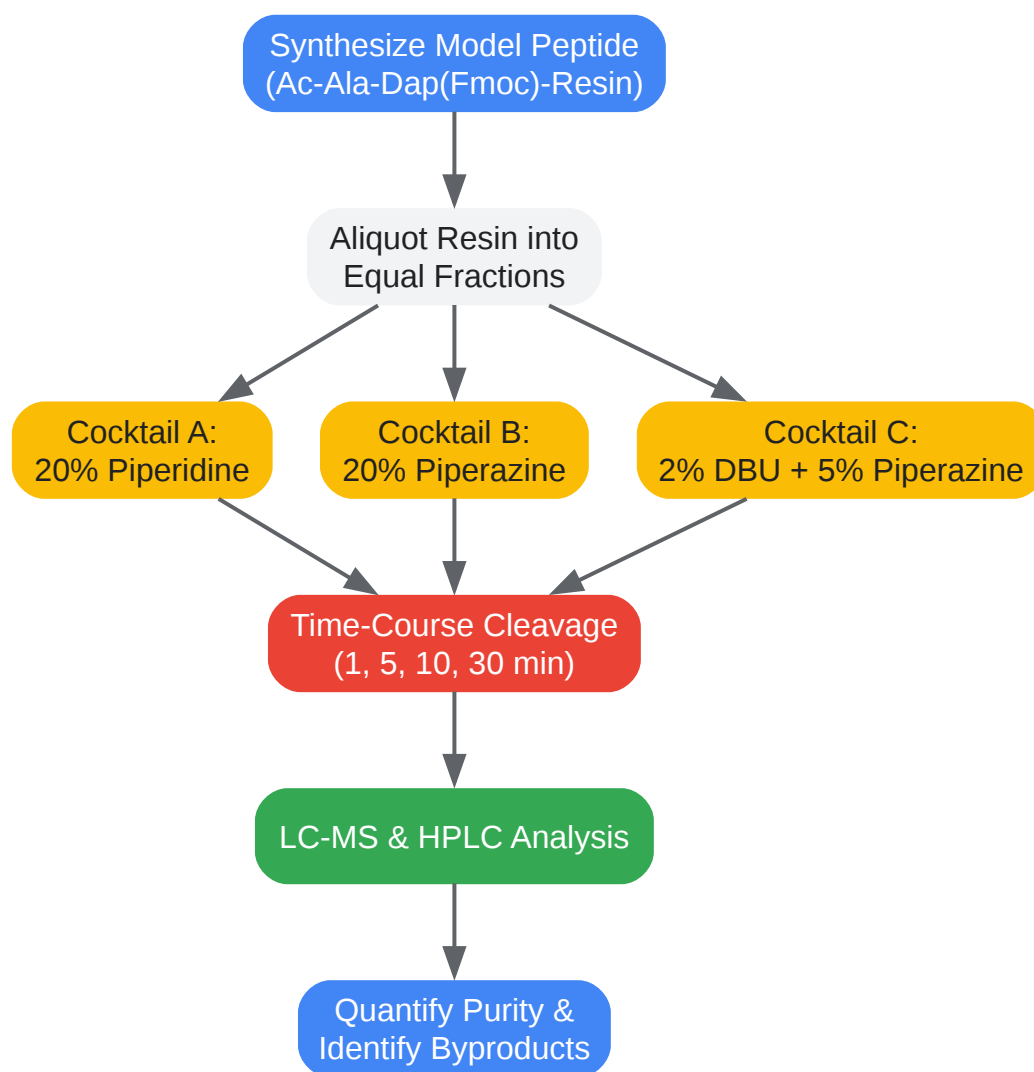 Synthesize Model Peptide
(Ac-Ala-Dap(Fmoc)-Resin)
Aliquot Resin into
Equal Fractions
Cocktail A:
20% Piperidine
Cocktail B:
20% Piperazine
Cocktail C:
2% DBU + 5% Piperazine
Time-Course Cleavage
(1, 5, 10, 30 min)
LC-MS & HPLC Analysis
Quantify Purity &
Identify Byproducts